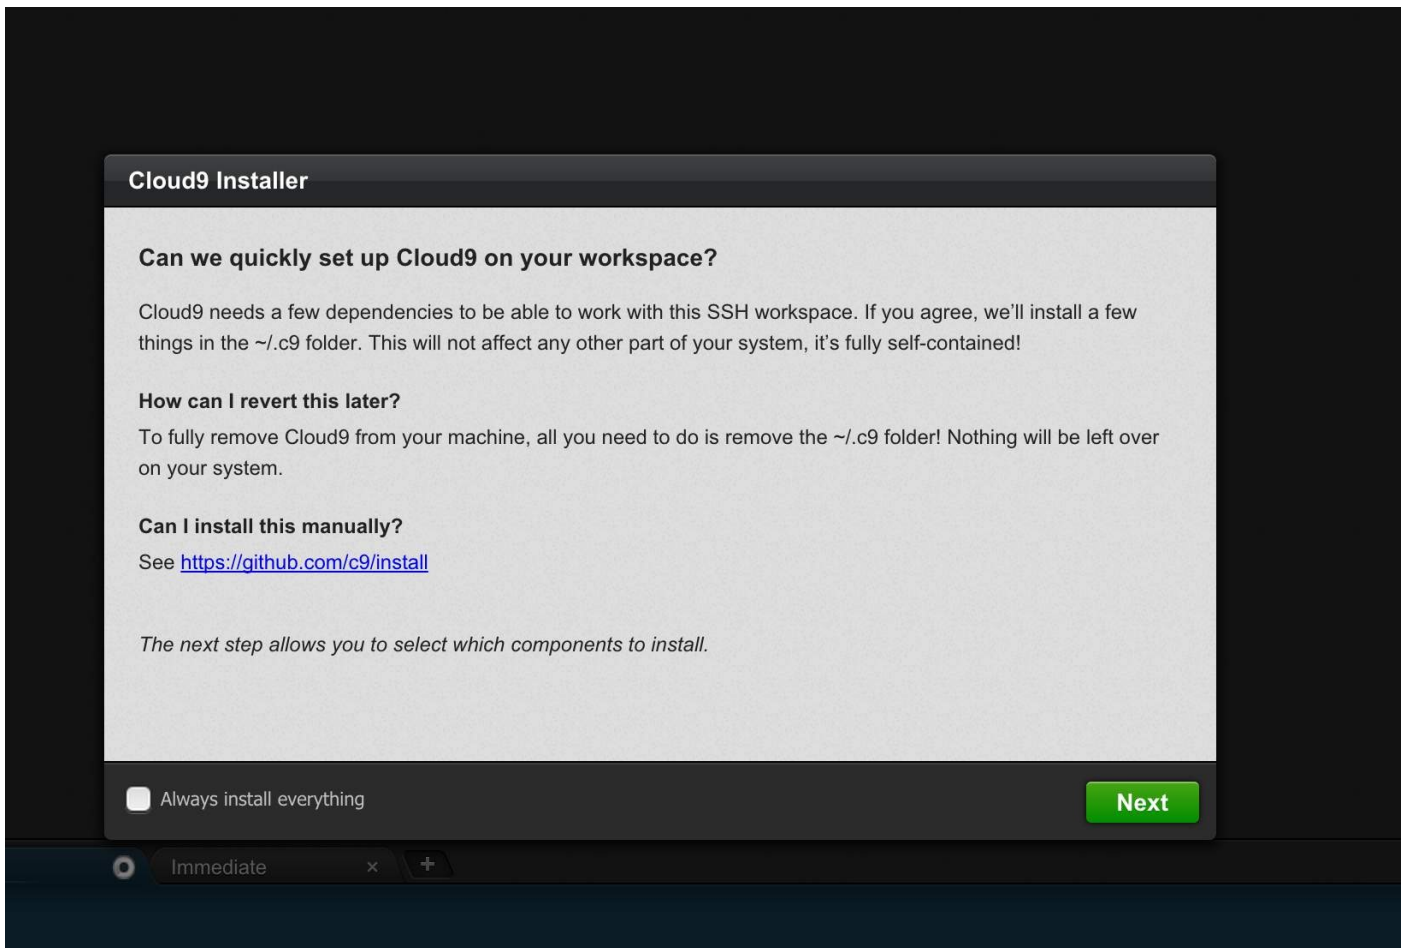 Cloud9 Installer
Can we quickly set up Cloud9 on your workspace?
Cloud9 needs a few dependencies to be able to work with this SSH workspace. If you agree, we’ll install a few
things in the ~/.c9 folder. This will not affect any other part of your system, it’s fully self-contained!
How can I revert this later?
To fully remove Cloud9 from your machine, all you need to do is remove the ~/.c9 folder! Nothing will be left over
on your system.
Can I install this manually?
See https://github.com/c9/install
The next step allows you to select which components to install.
Always install everything
Next
Immediate